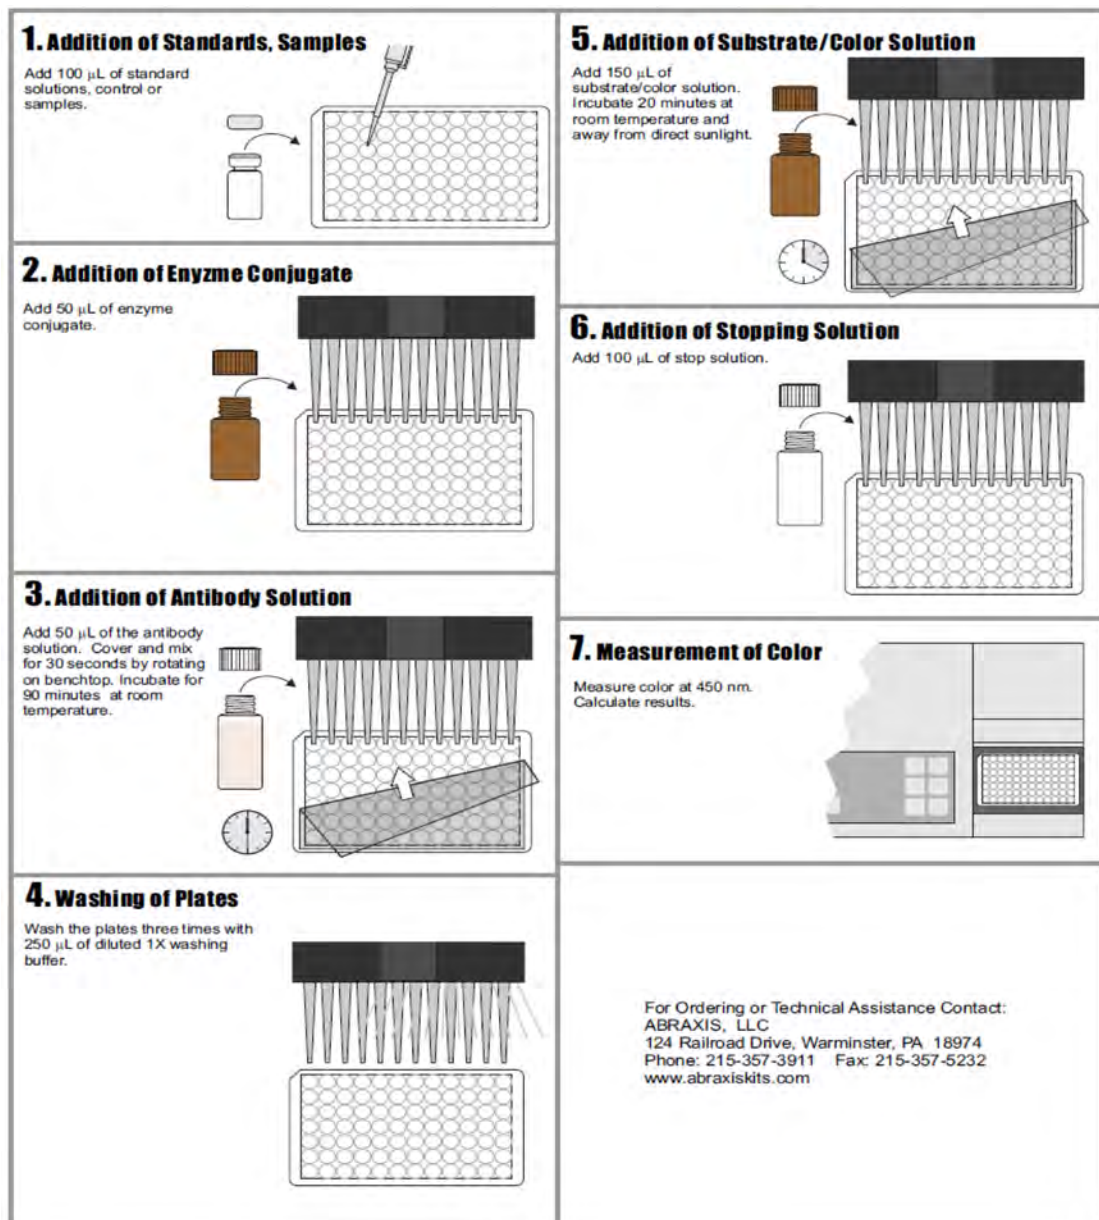 1. Addition of Standards, Samples
Add 100 μL of standard
solutions, control or
samples.
2. Addition of Enyzme Conjugate
Add 50 μL of enzyme
conjugate.
3. Addition of Antibody Solution
Add 50 μL of the antibody
solution. Cover and mix
for 30 seconds by rotating
on benchtop. Incubate for
90 minutes at room
temperature.
4. Washing of Plates
Wash the plates three times with
250 μL of diluted 1X washing
buffer.
5. Addition of Substrate/Color Solution
Add 150 μL of
substrate/color solution.
Incubate 20 minutes at
room temperature and
away from direct sunlight.
6. Addition of Stopping Solution
Add 100 μL of stop solution.
7. Measurement of Color
Measure color at 450 nm.
Calculate results.
For Ordering or Technical Assistance Contact:
ABRAXIS, LLC
124 Railroad Drive, Warminster, PA 18974
Phone: 215-357-3911 Fax: 215-357-5232
www.abraxiskits.com